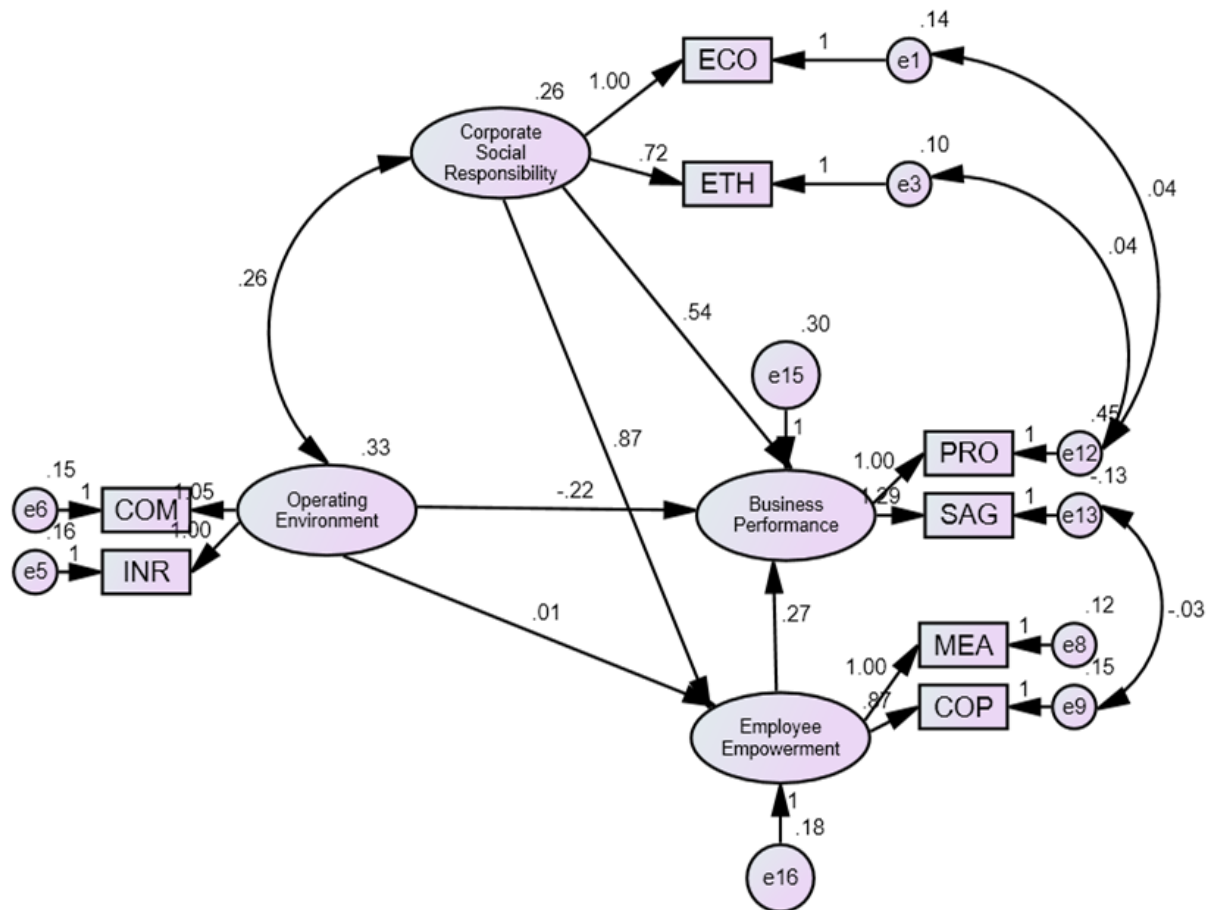 .14
ECO
1
e1
1.00
.26
Corporate
Social
Responsibility
.72
ETH
1
.10
e3
.04
.04
.26
.54
.30
e15
1
.87
.33
Operating
Environment
.15
e6
1
COM
1.05
.16
e5
1
INR
1.00
-.22
Business
Performance
1.00
PRO
1
.45
e12
1.29
SAG
1
-.13
e13
-.03
.01
.27
1.00
MEA
1
.12
e8
.87
COP
1
.15
e9
Employee
Empowerment
1
.18
e16